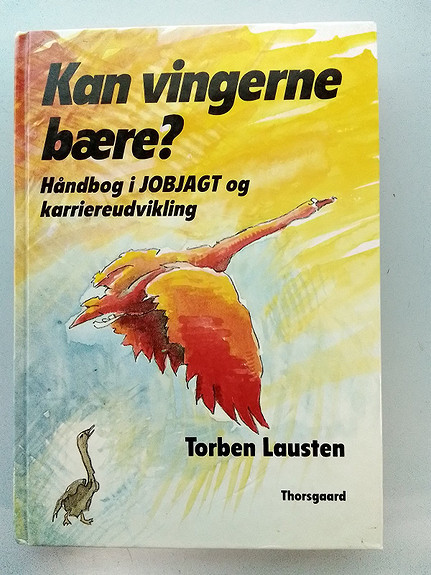 Kan vingerne
bære?
Håndbog i JOBJAGT og
karriereudvikling
Torben Lausten
Thorsgaard